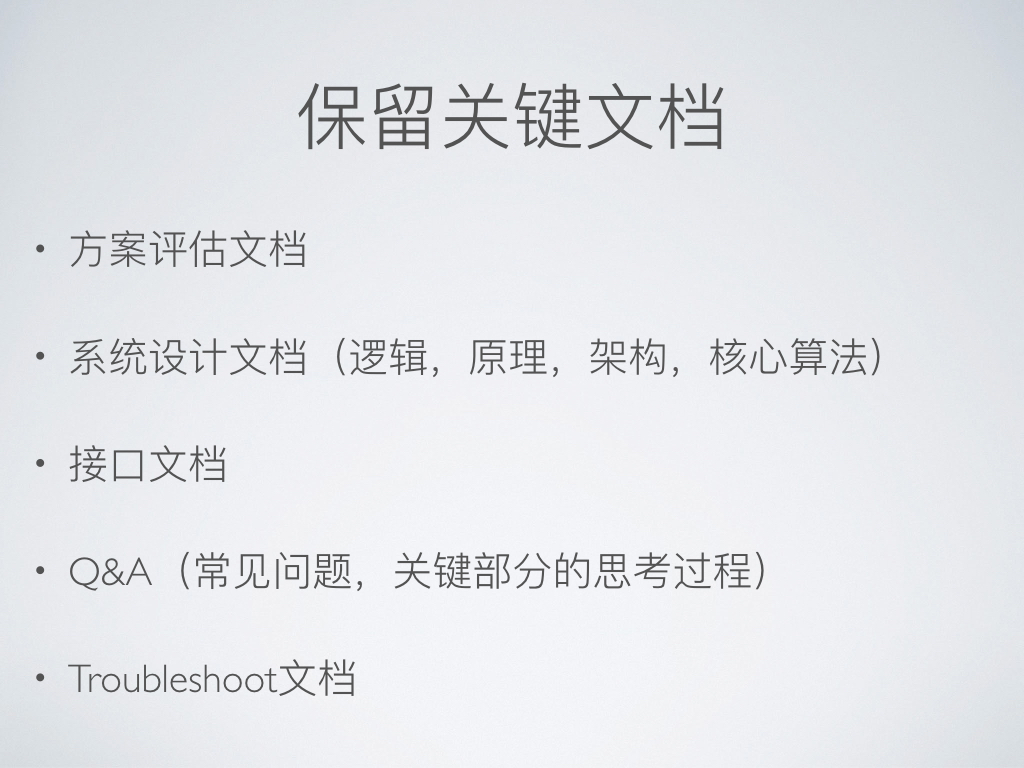 保留关键文档
• 方案评估文档
• 系统设计文档（逻辑，原理，架构，核心算法）
• 接口文档
• Q&A（常见问题，关键部分的思考过程）
• Troubleshoot文档